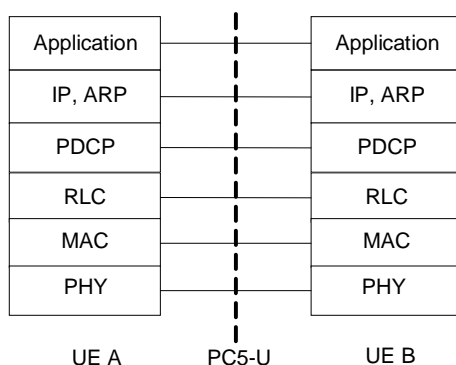 Application Application
IP, ARP IP, ARP
PDCP PDCP
RLC RLC
MAC MAC
PHY PHY
UE A PC5-U UE B